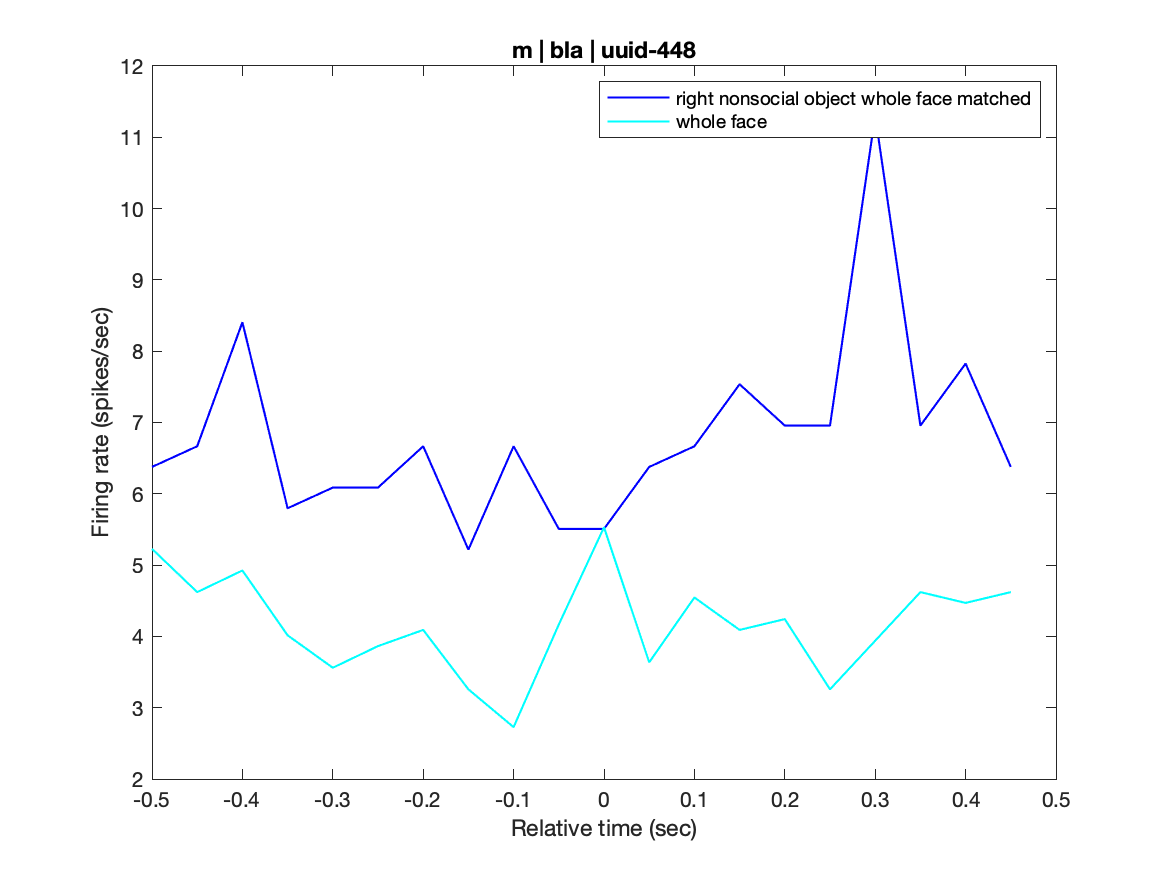 m | bla | uuid-448
right nonsocial object whole face matched
whole face
12
11
10
9
8
7
6
5
4
3
2
Firing rate (spikes/sec)
-0.5 -0.4 -0.3 -0.2 -0.1 0 0.1 0.2 0.3 0.4 0.5
Relative time (sec)